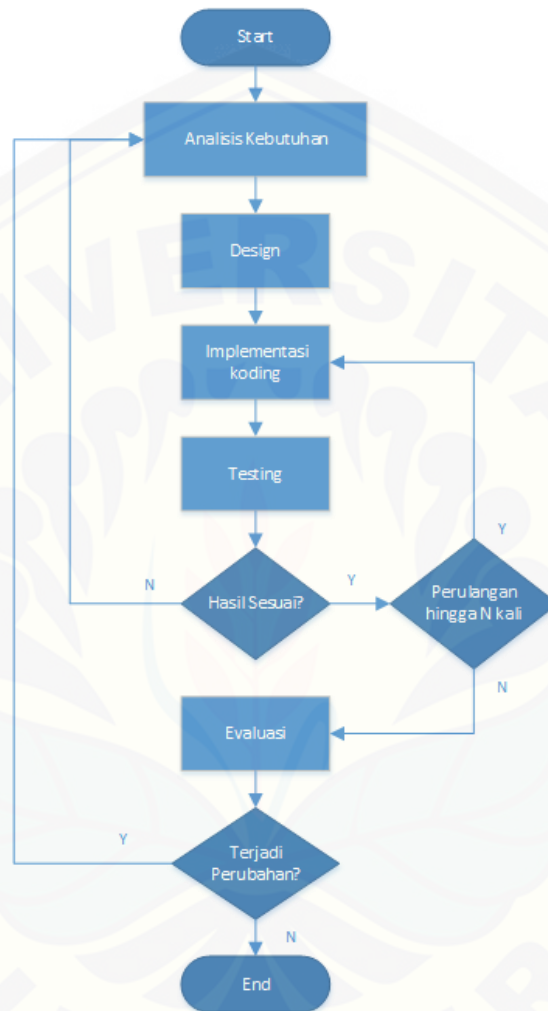 Start
Analisis Kebutuhan
Design
Implementasi
koding
Testing
Y
N
Y
Hasil Sesuai?
Perulangan
hingga N kali
N
Evaluasi
Y
Terjadi
Perubahan?
N
End